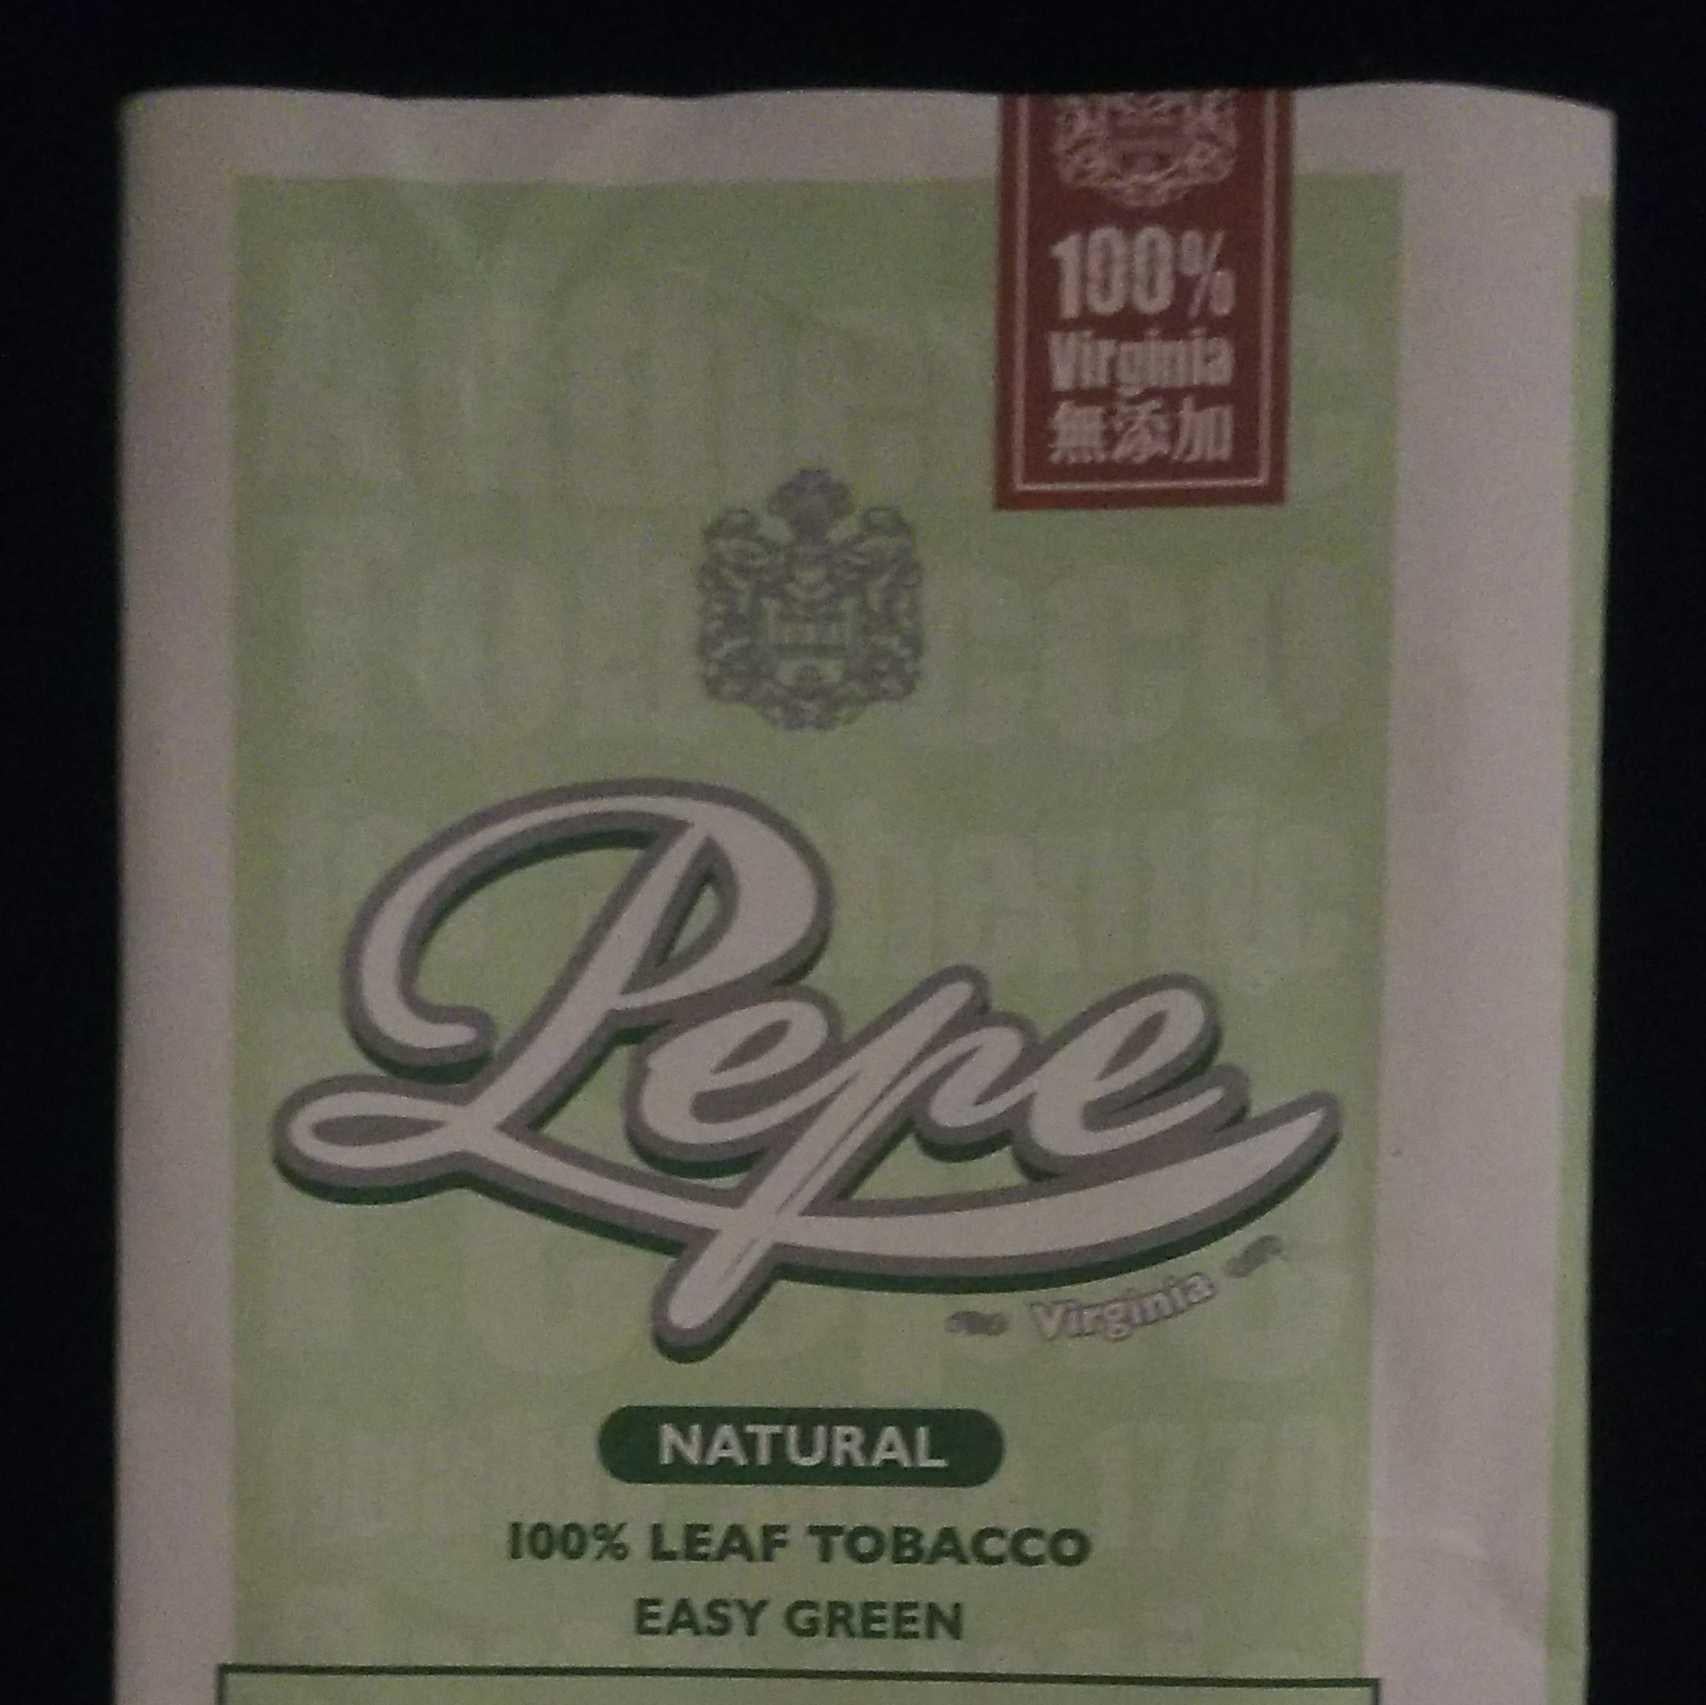 100%
Virginia
無添加
Pepe
Virginia
NATURAL
100% LEAF TOBACCO
EASY GREEN